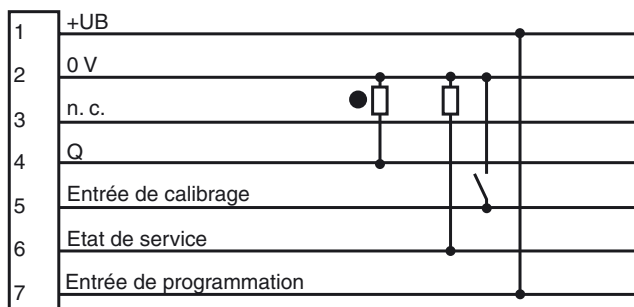 1 +UB
2 0 V
3 n. c.
4 Q
5 Entrée de calibrage
6 Etat de service
7 Entrée de programmation